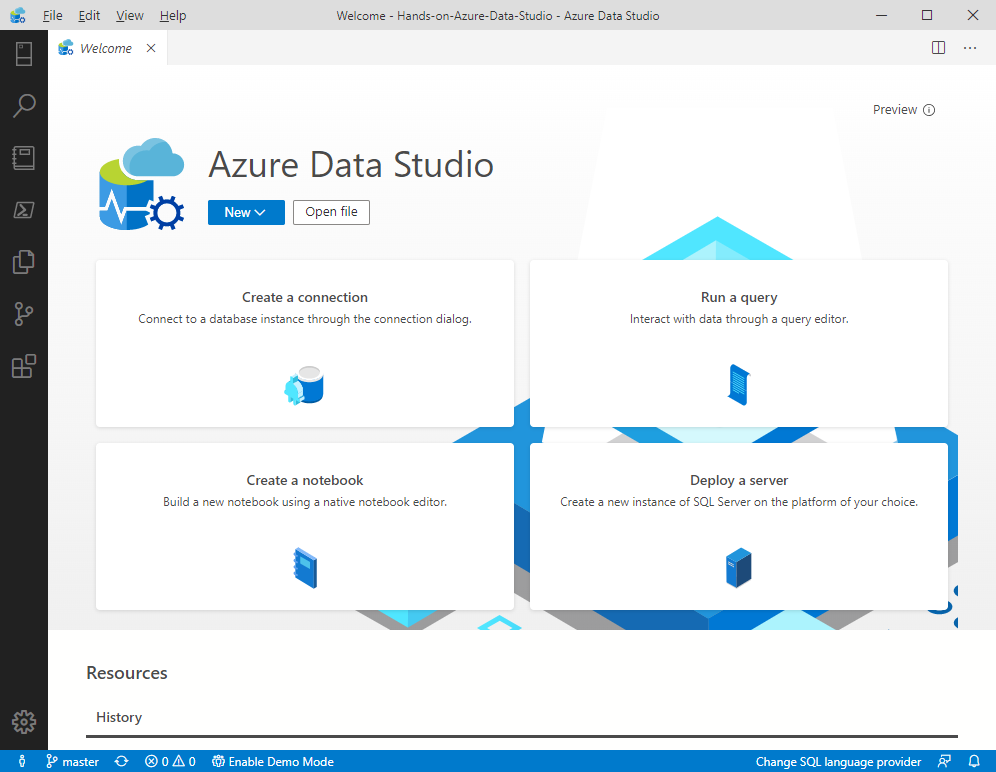 File Edit View Help
Welcome - Hands-on-Azure-Data-Studio - Azure Data Studio
Welcome
Preview
Azure Data Studio
New
Open file
Create a connection
Connect to a database instance through the connection dialog.
Run a query
Interact with data through a query editor.
Create a notebook
Build a new notebook using a native notebook editor.
Deploy a server
Create a new instance of SQL Server on the platform of your choice.
Resources
History
master 0 0 Enable Demo Mode Change SQL language provider